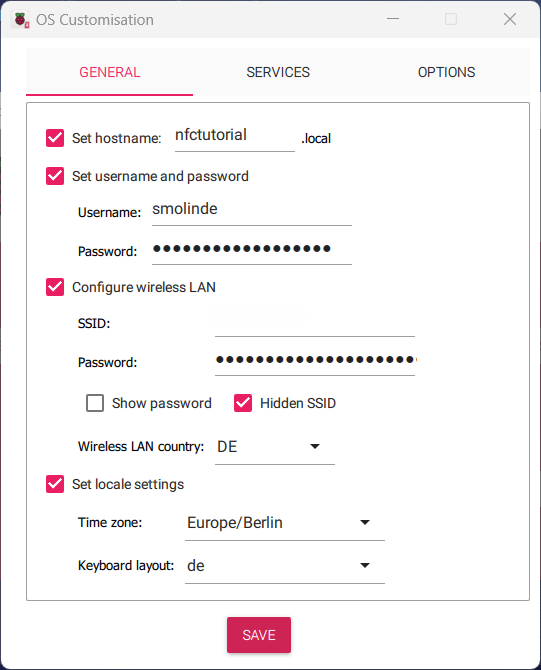 OS Customisation
GENERAL SERVICES OPTIONS
Set hostname: nfctutorial .local
Set username and password
Username: smolinde
Password: ●●●●●●●●●●●●●●●●●●
Configure wireless LAN
SSID:
Password: ●●●●●●●●●●●●●●●●●●●●●
Show password Hidden SSID
Wireless LAN country: DE
Set locale settings
Time zone: Europe/Berlin
Keyboard layout: de
SAVE